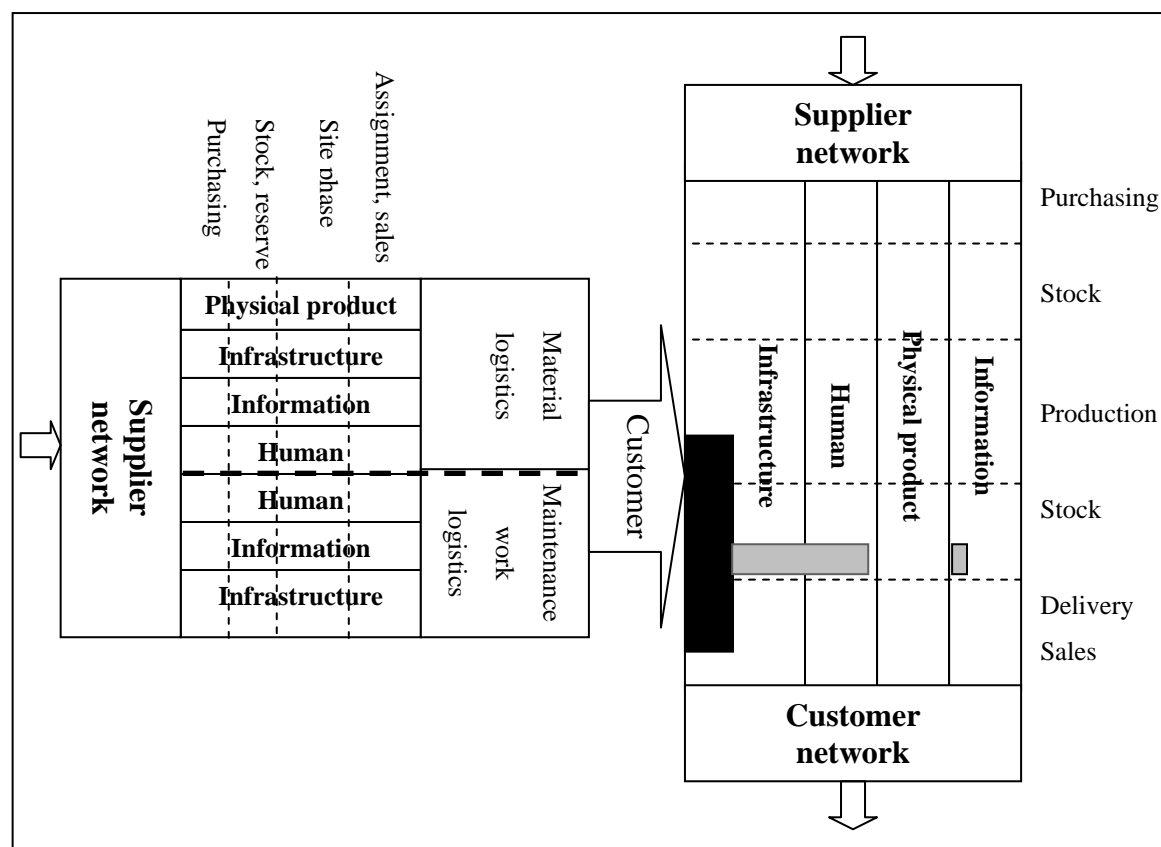 Purchasing
Stock, reserve
Site phase
Assignment, sales
Supplier
network
Physical product
Infrastructure
Information
Human
Human
Information
Infrastructure
Material
logistics
Maintenance
work
logistics
Customer
Supplier
network
Infrastructure
Human
Physical product
Information
Purchasing
Stock
Production
Stock
Delivery
Sales
Customer
network